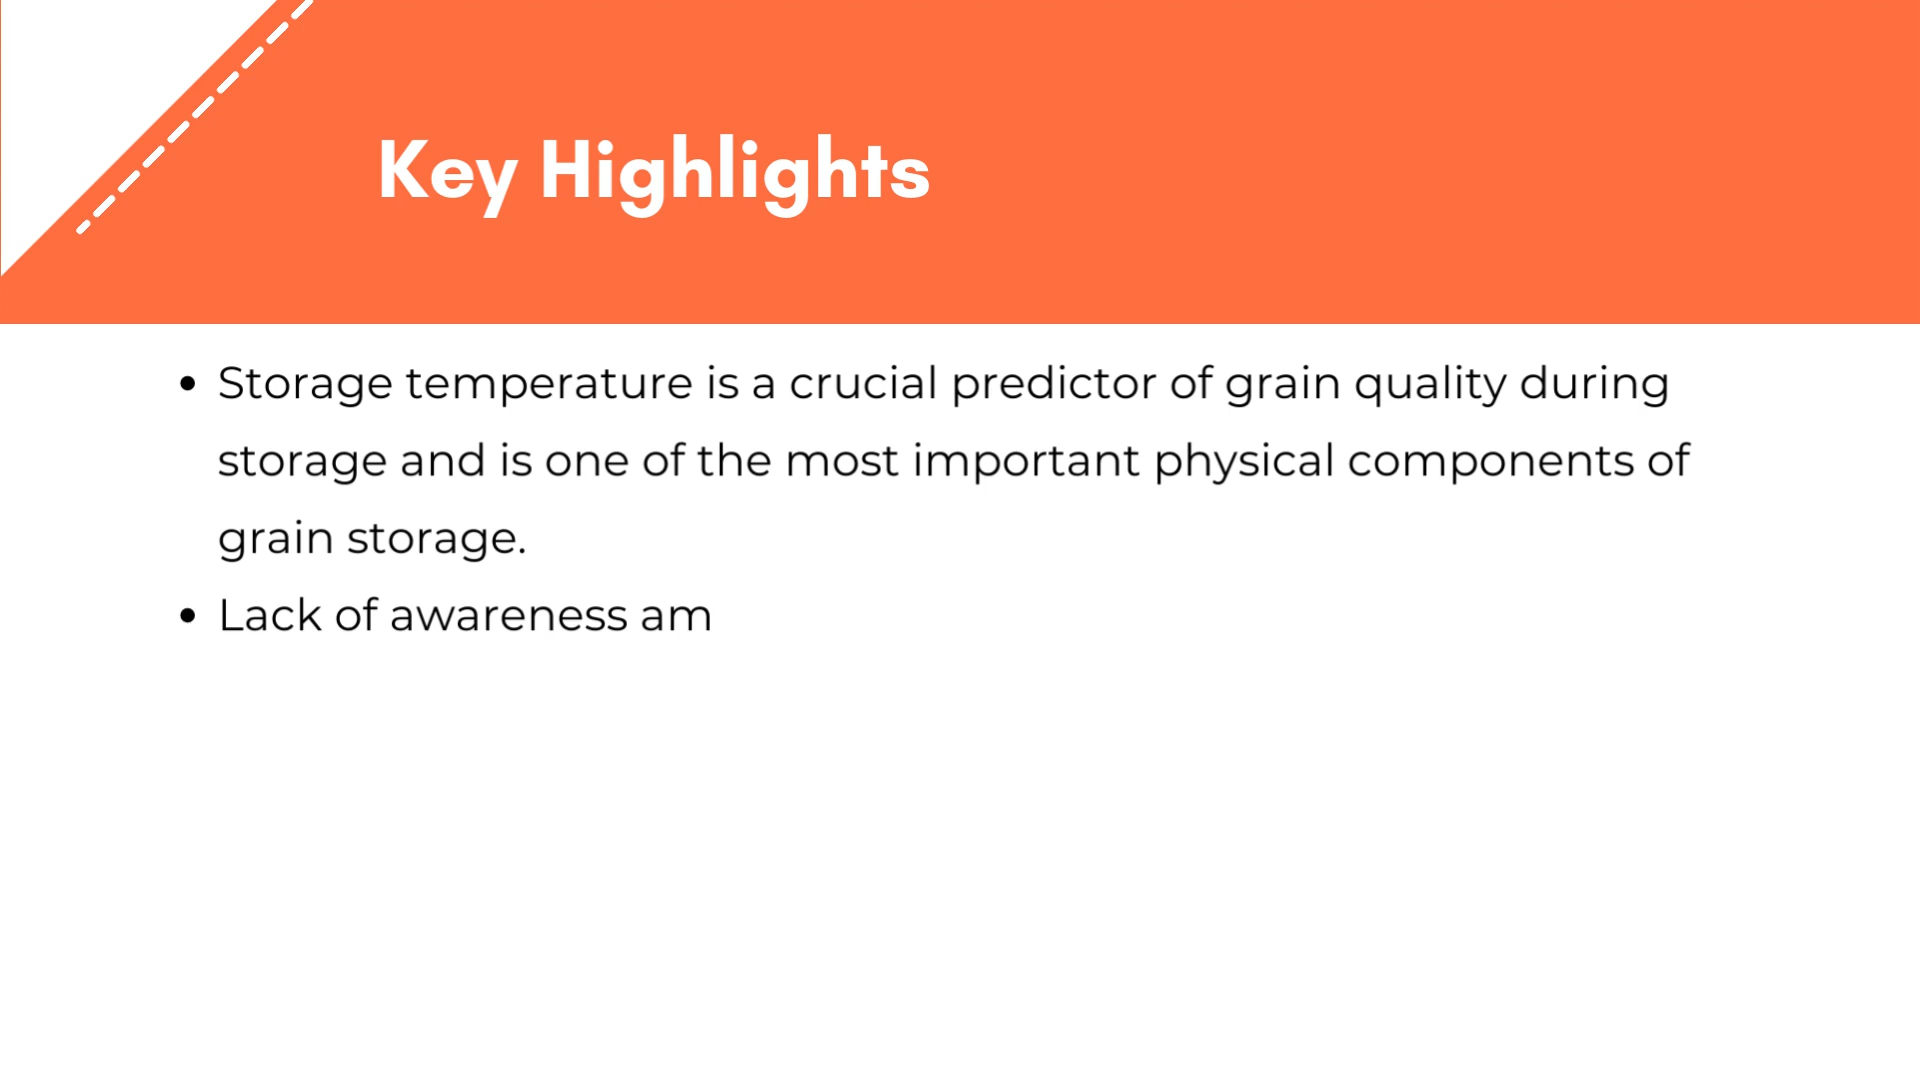 Key Highlights
• Storage temperature is a crucial predictor of grain quality during
storage and is one of the most important physical components of
grain storage.
• Lack of awareness am